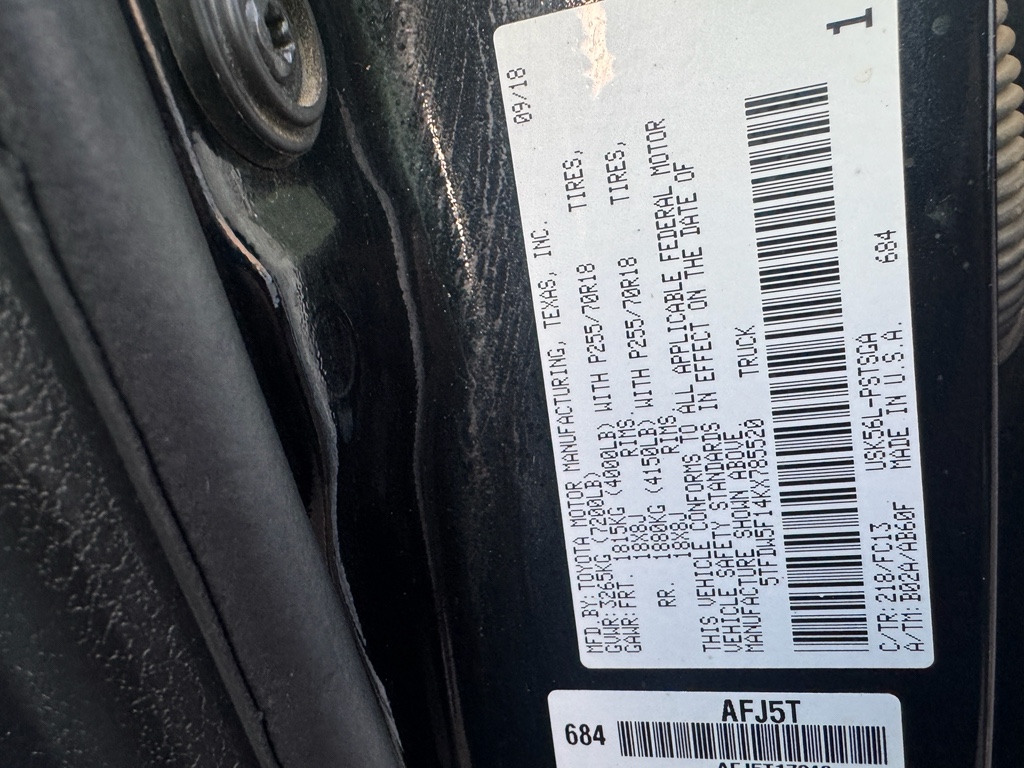 MFD.BY:TOYOTA MOTOR MANUFACTURING, TEXAS, INC. 09/18
GVWR:3265KG (7200LB)
GAWR:FRT. 1815KG (4000LB) WITH P255/70R18 TIRES,
18X8J RIMS
RR. 1880KG (4150LB) WITH P255/70R18 TIRES,
18X8J RIMS
THIS VEHICLE CONFORMS TO ALL APPLICABLE FEDERAL MOTOR
VEHICLE SAFETY STANDARDS IN EFFECT ON THE DATE OF
MANUFACTURE SHOWN ABOVE
5TFDW5F14KX785520 TRUCK
C/TR: 218/FC13 USK56L-PSTSGA 684
A/TM: B02A/AB60F MADE IN U.S.A.
1
AFJ5T
684